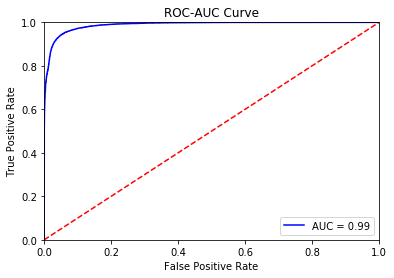 ROC-AUC Curve
1.0
0.8
0.6
0.4
0.2
0.0
True Positive Rate
AUC = 0.99
0.0 0.2 0.4 0.6 0.8 1.0
False Positive Rate